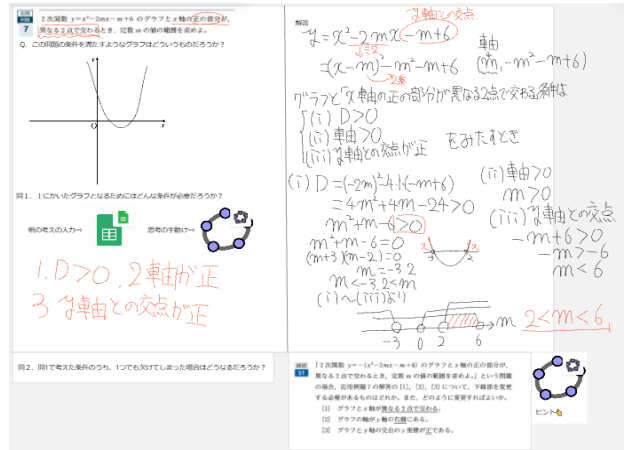 応用
例題
7
2次関数 y=x²−2mx−m+6 のグラフとx軸の正の部分が,
異なる2点で交わるとき, 定数mの値の範囲を求めよ。
Q. この問題の条件を満たすようなグラフはどういうものだろうか?
y
O
x
問1. 上にかいたグラフとなるためにはどんな条件が必要だろうか?
班の考えの入力→
思考の手助け→
1. D>0, 2 軸が正
3 y軸との交点が正
問2. 問1で考えた条件のうち、1つでも欠けてしまった場合はどうなるだろうか?
解答
y軸との交点
y=x²−2mx−m+6
軸
=(x−m)²−m²−m+6 (m, −m²−m+6)
グラフとx軸の正の部分が異なる2点で交わる条件は
(i) D>0
(ii) 軸>0
(iii) y軸との交点が正
をみたすとき
(i) D=(−2m)²−4・1・(−m+6)
=4m²+4m−24>0
m²+m−6>0
m²+m−6=0
(m+3)(m−2)=0
m=−3, 2
m<−3, 2<m
(ii) 軸>0
m>0
(iii) y軸との交点
−m+6>0
−m>−6
m<6
(i)〜(iii)より
−3 0 2 6 m
2<m<6
練習
31
「2次関数 y=−(x²−2mx−m+6) のグラフとx軸の正の部分が,
異なる2点で交わるとき, 定数mの値の範囲を求めよ。」という問題
の場合, 応用例題7の解答の[1], [2], [3]について, 下線部を変更
する必要があるものはどれか。また, どのように変更すればよいか。
[1] グラフとx軸が異なる2点で交わる。
[2] グラフの軸がy軸の右側にある。
[3] グラフとy軸の交点のy座標が正である。
ヒント👆